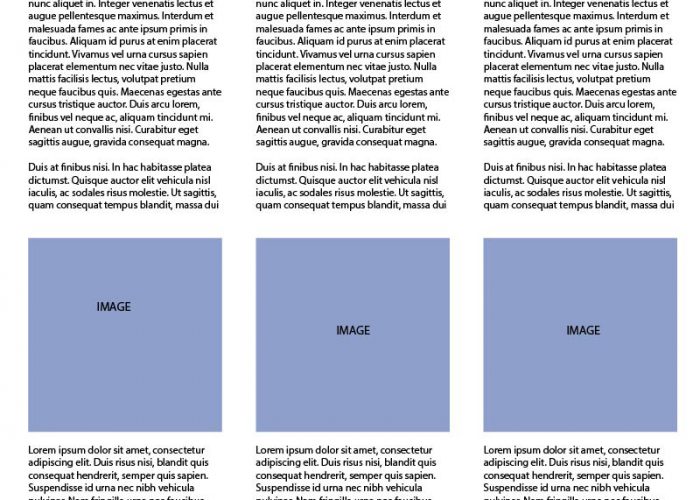 nunc aliquet in. Integer venenatis lectus et
augue pellentesque maximus. Interdum et
malesuada fames ac ante ipsum primis in
faucibus. Aliquam id purus at enim placerat
tincidunt. Vivamus vel urna cursus sapien
placerat elementum nec vitae justo. Nulla
mattis facilisis lectus, volutpat pretium
neque faucibus quis. Maecenas egestas ante
cursus tristique auctor. Duis arcu lorem,
finibus vel neque ac, aliquam tincidunt mi.
Aenean ut convallis nisi. Curabitur eget
sagittis augue, gravida consequat magna.
Duis at finibus nisi. In hac habitasse platea
dictumst. Quisque auctor elit vehicula nisl
iaculis, ac sodales risus molestie. Ut sagittis,
quam consequat tempus blandit, massa dui
IMAGE
Lorem ipsum dolor sit amet, consectetur
adipiscing elit. Duis risus nisi, blandit quis
consequat hendrerit, semper quis sapien.
Suspendisse id urna nec nibh vehicula
nunc aliquet in. Integer venenatis lectus et
augue pellentesque maximus. Interdum et
malesuada fames ac ante ipsum primis in
faucibus. Aliquam id purus at enim placerat
tincidunt. Vivamus vel urna cursus sapien
placerat elementum nec vitae justo. Nulla
mattis facilisis lectus, volutpat pretium
neque faucibus quis. Maecenas egestas ante
cursus tristique auctor. Duis arcu lorem,
finibus vel neque ac, aliquam tincidunt mi.
Aenean ut convallis nisi. Curabitur eget
sagittis augue, gravida consequat magna.
Duis at finibus nisi. In hac habitasse platea
dictumst. Quisque auctor elit vehicula nisl
iaculis, ac sodales risus molestie. Ut sagittis,
quam consequat tempus blandit, massa dui
IMAGE
Lorem ipsum dolor sit amet, consectetur
adipiscing elit. Duis risus nisi, blandit quis
consequat hendrerit, semper quis sapien.
Suspendisse id urna nec nibh vehicula
nunc aliquet in. Integer venenatis lectus et
augue pellentesque maximus. Interdum et
malesuada fames ac ante ipsum primis in
faucibus. Aliquam id purus at enim placerat
tincidunt. Vivamus vel urna cursus sapien
placerat elementum nec vitae justo. Nulla
mattis facilisis lectus, volutpat pretium
neque faucibus quis. Maecenas egestas ante
cursus tristique auctor. Duis arcu lorem,
finibus vel neque ac, aliquam tincidunt mi.
Aenean ut convallis nisi. Curabitur eget
sagittis augue, gravida consequat magna.
Duis at finibus nisi. In hac habitasse platea
dictumst. Quisque auctor elit vehicula nisl
iaculis, ac sodales risus molestie. Ut sagittis,
quam consequat tempus blandit, massa dui
IMAGE
Lorem ipsum dolor sit amet, consectetur
adipiscing elit. Duis risus nisi, blandit quis
consequat hendrerit, semper quis sapien.
Suspendisse id urna nec nibh vehicula